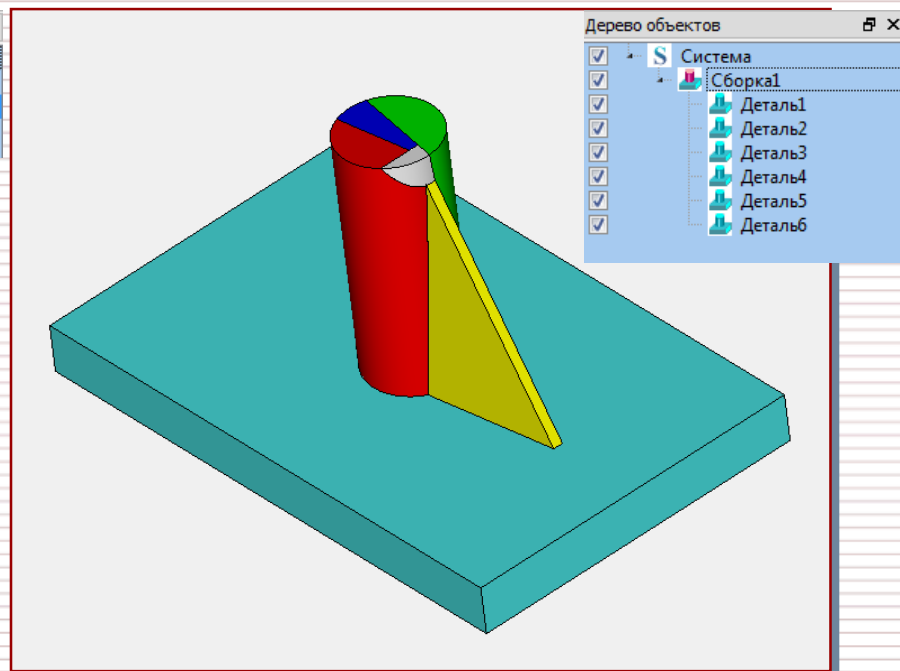 Дерево объектов
S Система
Сборка1
Деталь1
Деталь2
Деталь3
Деталь4
Деталь5
Деталь6